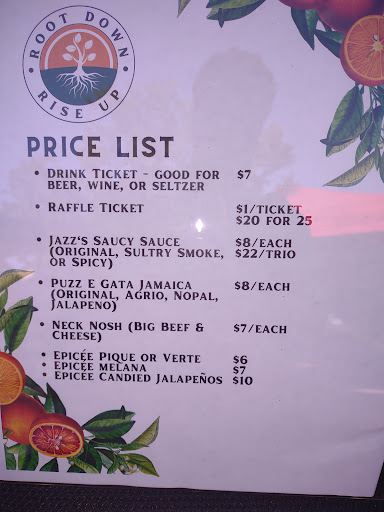 ROOT DOWN
RISE UP
PRICE LIST
• DRINK TICKET - GOOD FOR $7
BEER, WINE, OR SELTZER
• RAFFLE TICKET $1/TICKET
$20 FOR 25
• JAZZ'S SAUCY SAUCE $8/EACH
(ORIGINAL, SULTRY SMOKE, $22/TRIO
OR SPICY)
• PUZZ E GATA JAMAICA $8/EACH
(ORIGINAL, AGRIO, NOPAL,
JALAPENO)
• NECK NOSH (BIG BEEF & $7/EACH
CHEESE)
• EPICÉE PIQUE OR VERTE $6
• EPICÉE MELANA $7
• EPICÉE CANDIED JALAPEÑOS $10